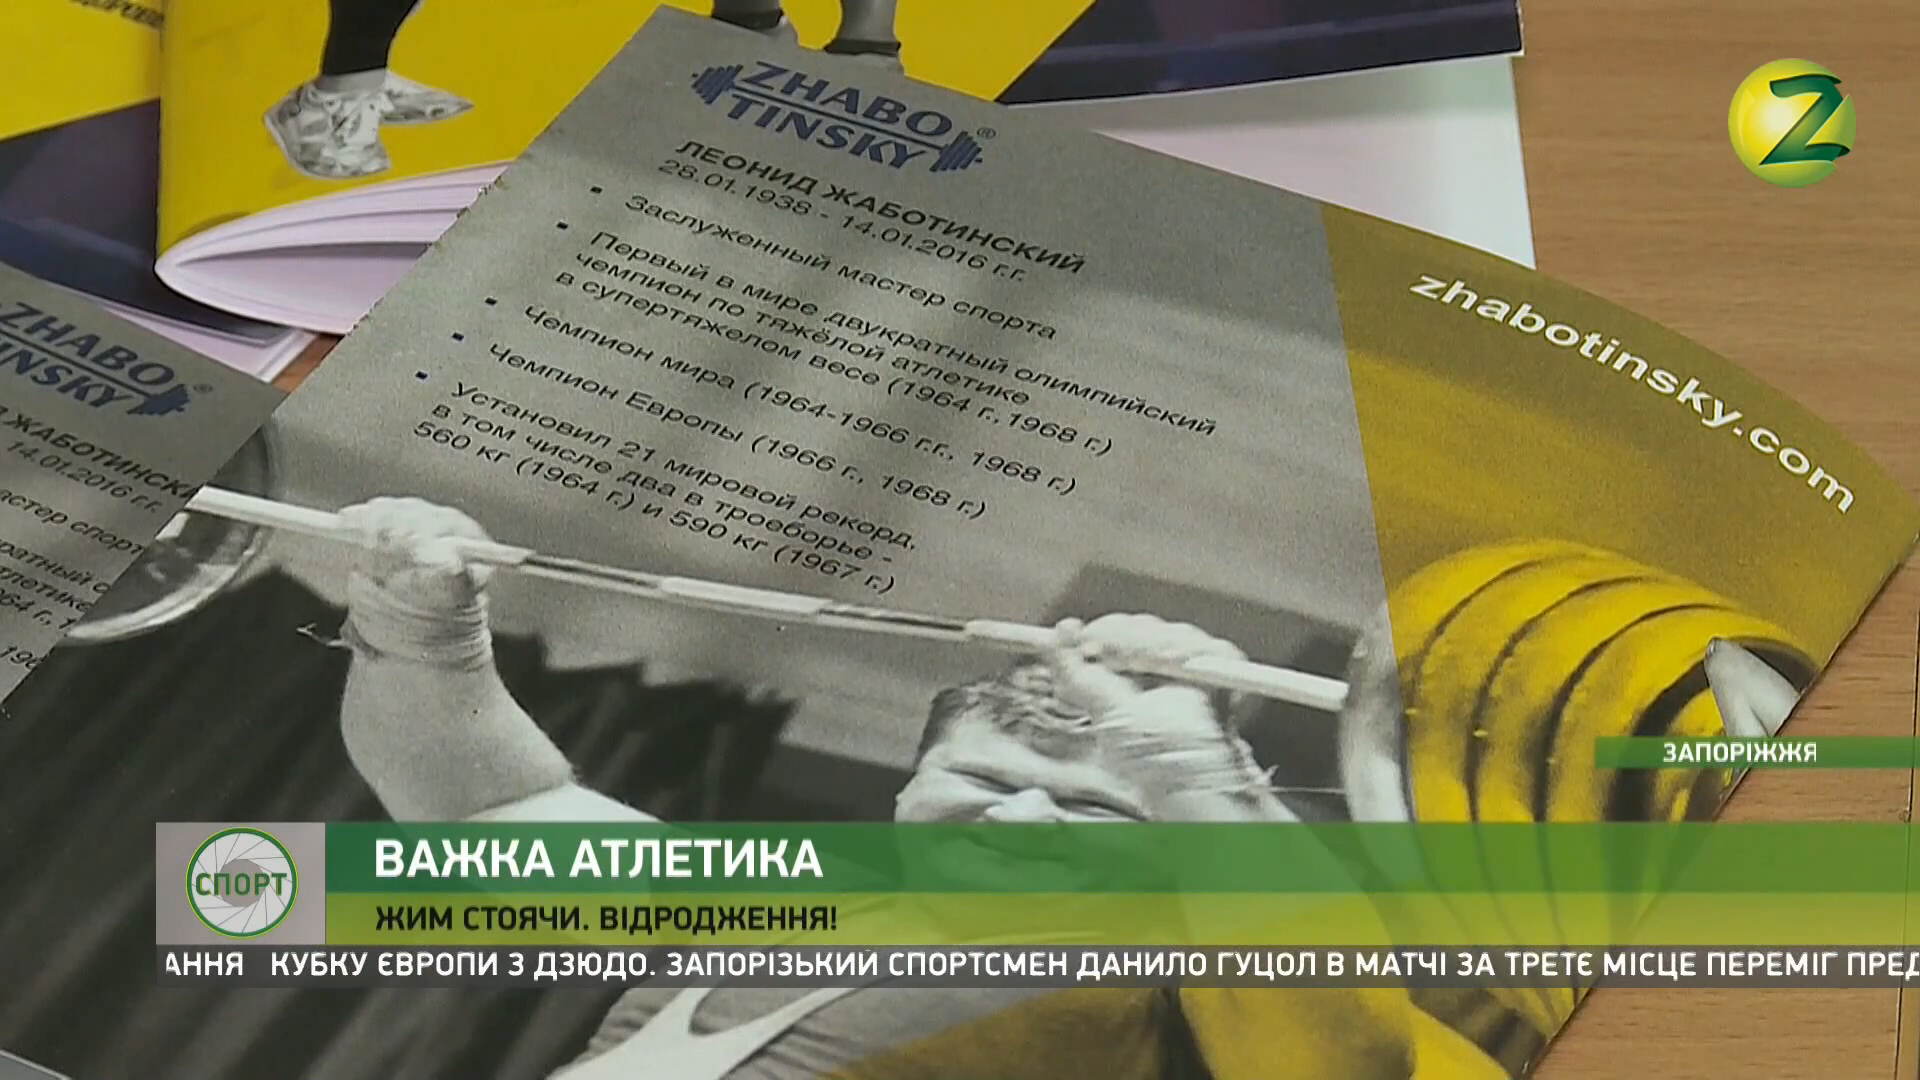 ZHABO
TINSKY®
ЛЕОНИД ЖАБОТИНСКИЙ
28.01.1938 - 14.01.2016 г.г.
Заслуженный мастер спорта
Первый в мире двукратный олимпийский
чемпион по тяжёлой атлетике
в супертяжелом весе (1964 г., 1968 г.)
Чемпион мира (1964-1966 г.г., 1968 г.)
Чемпион Европы (1966 г., 1968 г.)
Установил 21 мировой рекорд,
в том числе два в троеборье -
560 кг (1964 г.) и 590 кг (1967 г.)
zhabotinsky.com
Z
ZHABO
INSKY®
ЖАБОТИНСКИ
14.01.2016 г.г.
ЗАПОРІЖЖЯ
СПОРТ
ВАЖКА АТЛЕТИКА
ЖИМ СТОЯЧИ. ВІДРОДЖЕННЯ!
АННЯ КУБКУ ЄВРОПИ З ДЗЮДО. ЗАПОРІЗЬКИЙ СПОРТСМЕН ДАНИЛО ГУЦОЛ В МАТЧІ ЗА ТРЕТЄ МІСЦЕ ПЕРЕМІГ ПРЕД